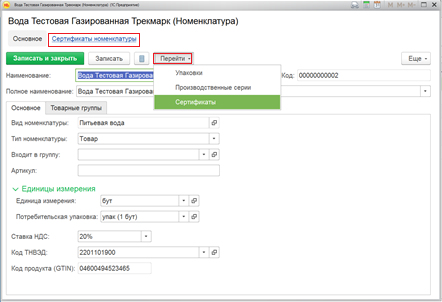 Вода Тестовая Газированная Трекмарк (Номенклатура) (1С:Предприятие)
M M+ M-
Вода Тестовая Газированная Трекмарк (Номенклатура)
Основное Сертификаты номенклатуры
Записать и закрыть Записать Перейти Еще
Наименование: Вода Тестовая Газирова Код: 00000000002
Упаковки
Производственные серии
Сертификаты
Полное наименование: Вода Тестовая Газирова
Основное Товарные группы
Вид номенклатуры: Питьевая вода
Тип номенклатуры: Товар
Входит в группу:
Артикул:
Единицы измерения
Единица измерения: бут
Потребительская упаковка: упак (1 бут)
Ставка НДС: 20%
Код ТНВЭД: 2201101900
Код продукта (GTIN): 04600494523465